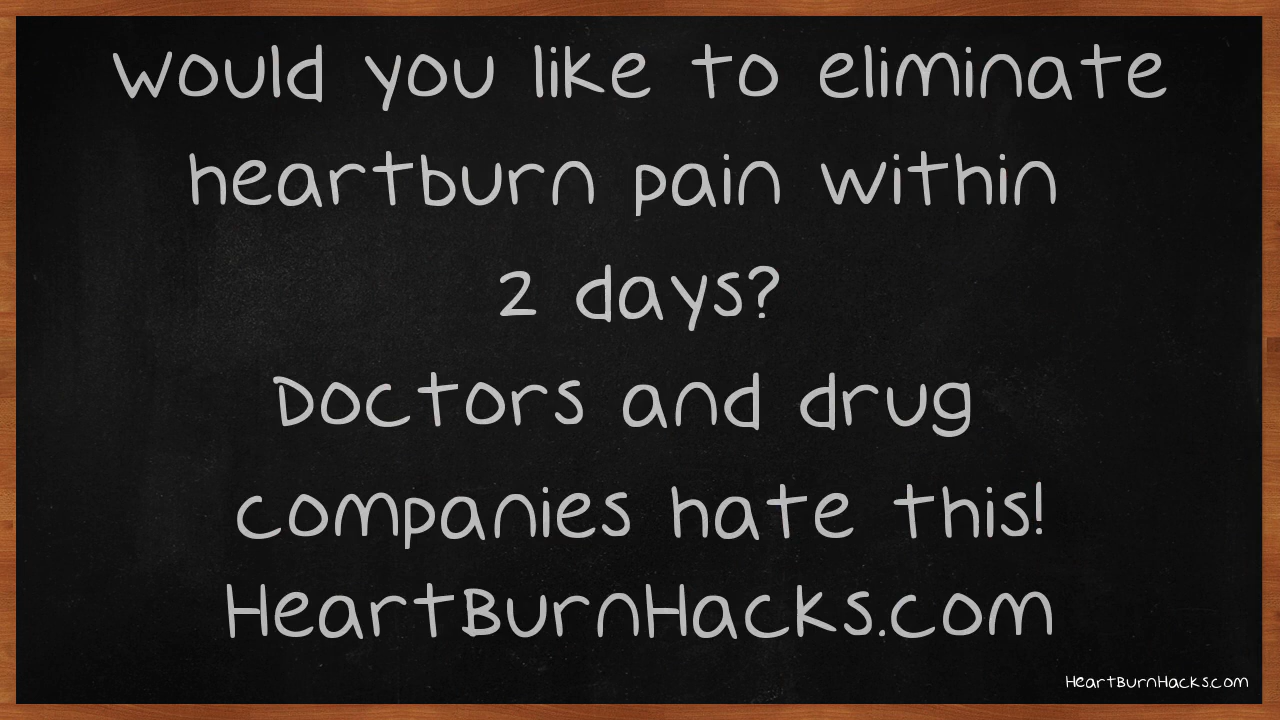 Would you like to eliminate
heartburn pain within
2 days?
Doctors and drug
companies hate this!
HeartBurnHacks.com
HeartBurnHacks.com